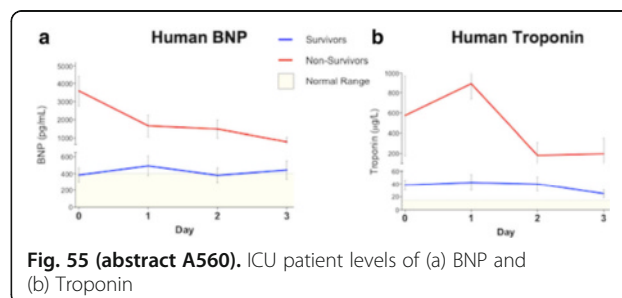 a
Human BNP
Survivors
Non-Survivors
Normal Range
b
Human Troponin
BNP (pg/mL)
5000
4000
3000
2000
1000
600
400
200
0
0 1 2 3
Day
Troponin (µg/L)
1000
800
600
400
200
60
40
20
0
0 1 2 3
Day
Fig. 55 (abstract A560). ICU patient levels of (a) BNP and
(b) Troponin